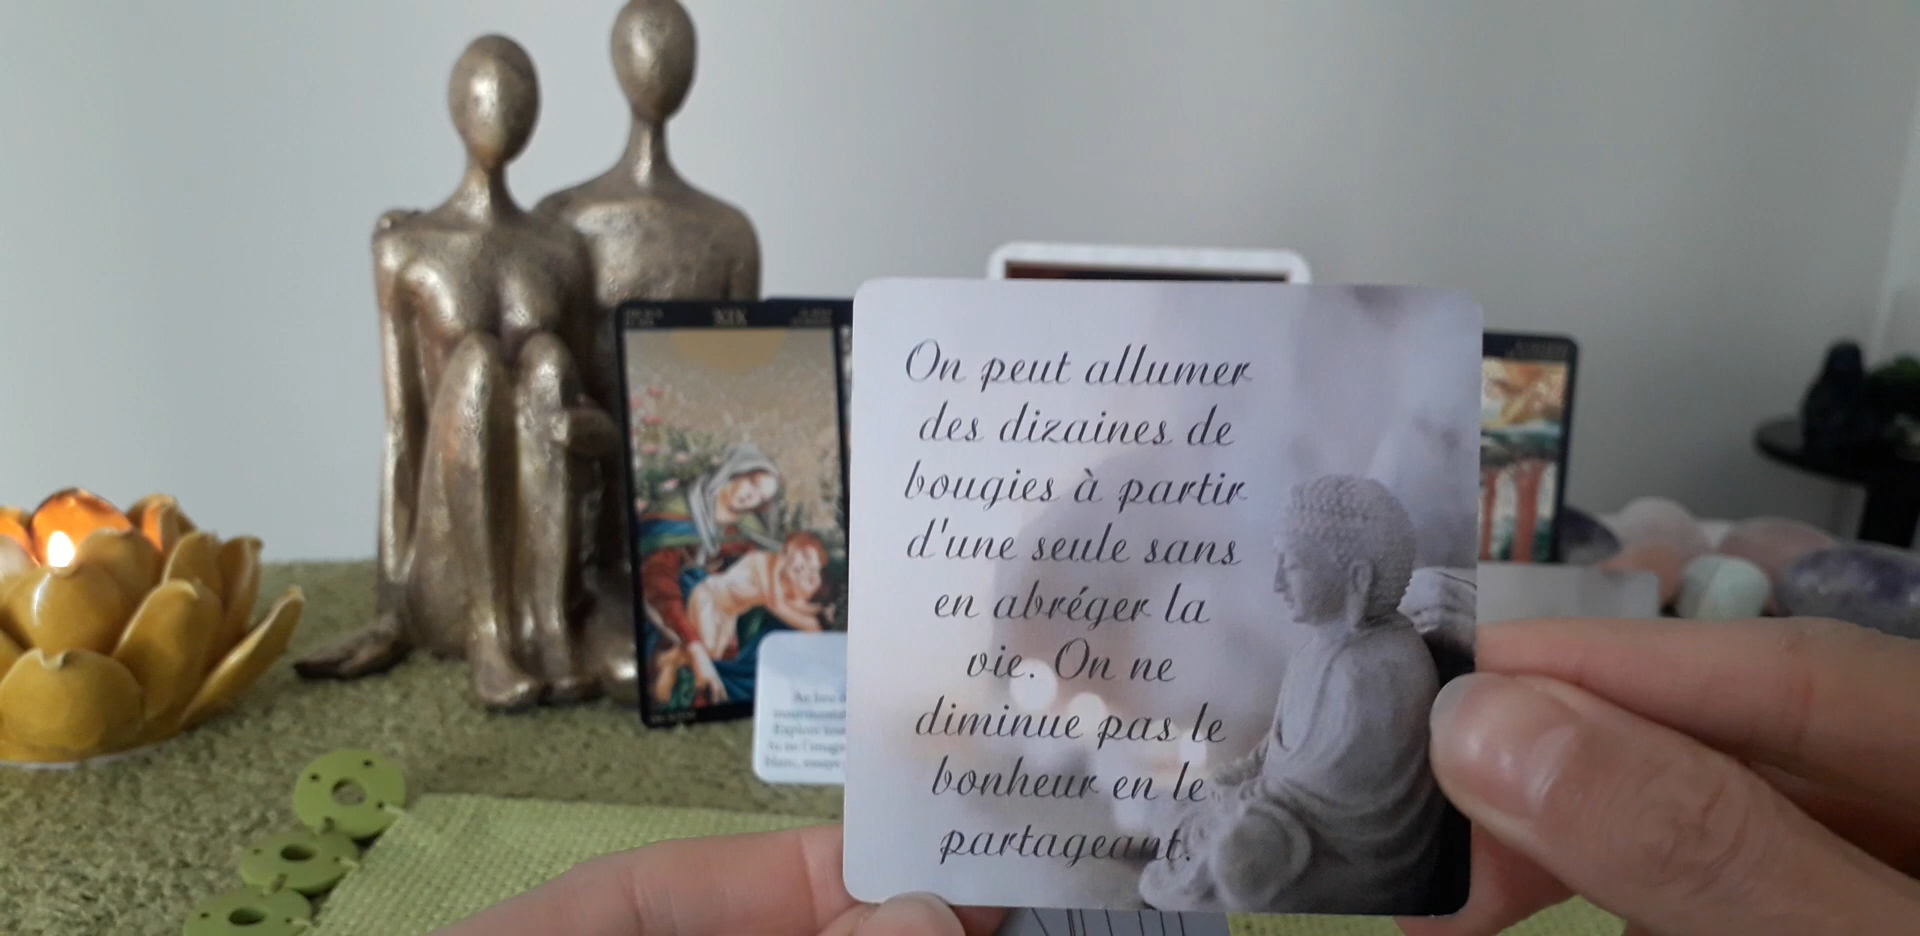 XIX
On peut allumer
des dizaines de
bougies à partir
d'une seule sans
en abréger la
vie. On ne
diminue pas le
bonheur en le
partageant.